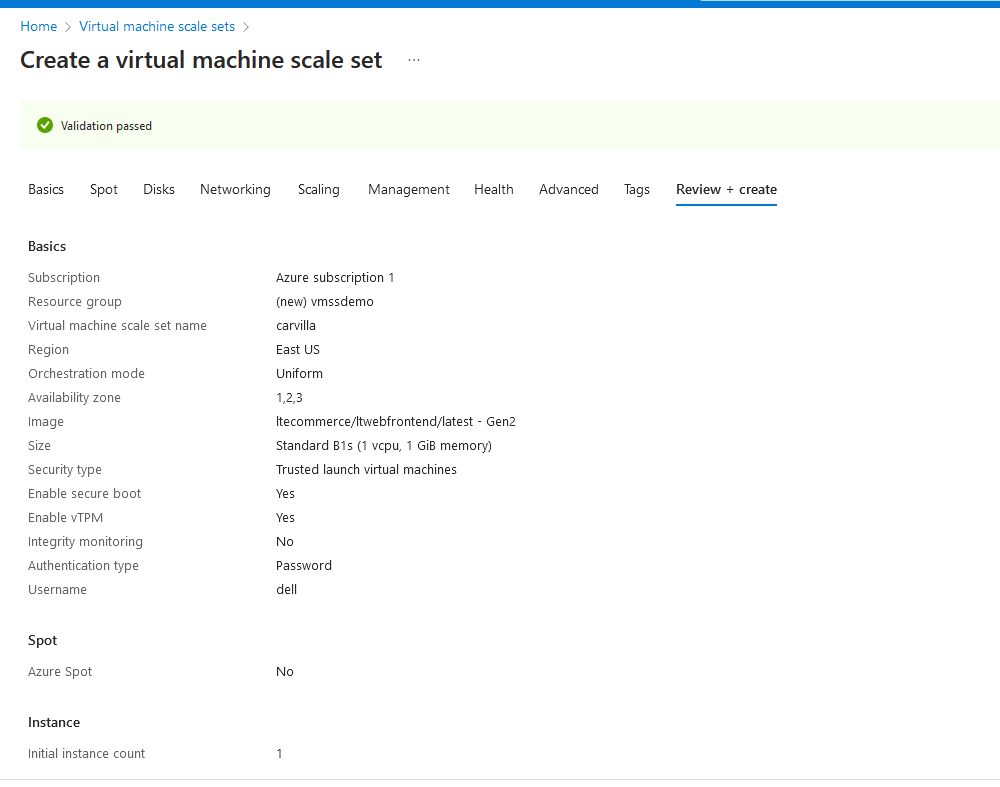 Home > Virtual machine scale sets >
Create a virtual machine scale set ...
Validation passed
Basics Spot Disks Networking Scaling Management Health Advanced Tags Review + create
Basics
Subscription Azure subscription 1
Resource group (new) vmssdemo
Virtual machine scale set name carvilla
Region East US
Orchestration mode Uniform
Availability zone 1,2,3
Image ltecommerce/ltwebfrontend/latest - Gen2
Size Standard B1s (1 vcpu, 1 GiB memory)
Security type Trusted launch virtual machines
Enable secure boot Yes
Enable vTPM Yes
Integrity monitoring No
Authentication type Password
Username dell
Spot
Azure Spot No
Instance
Initial instance count 1